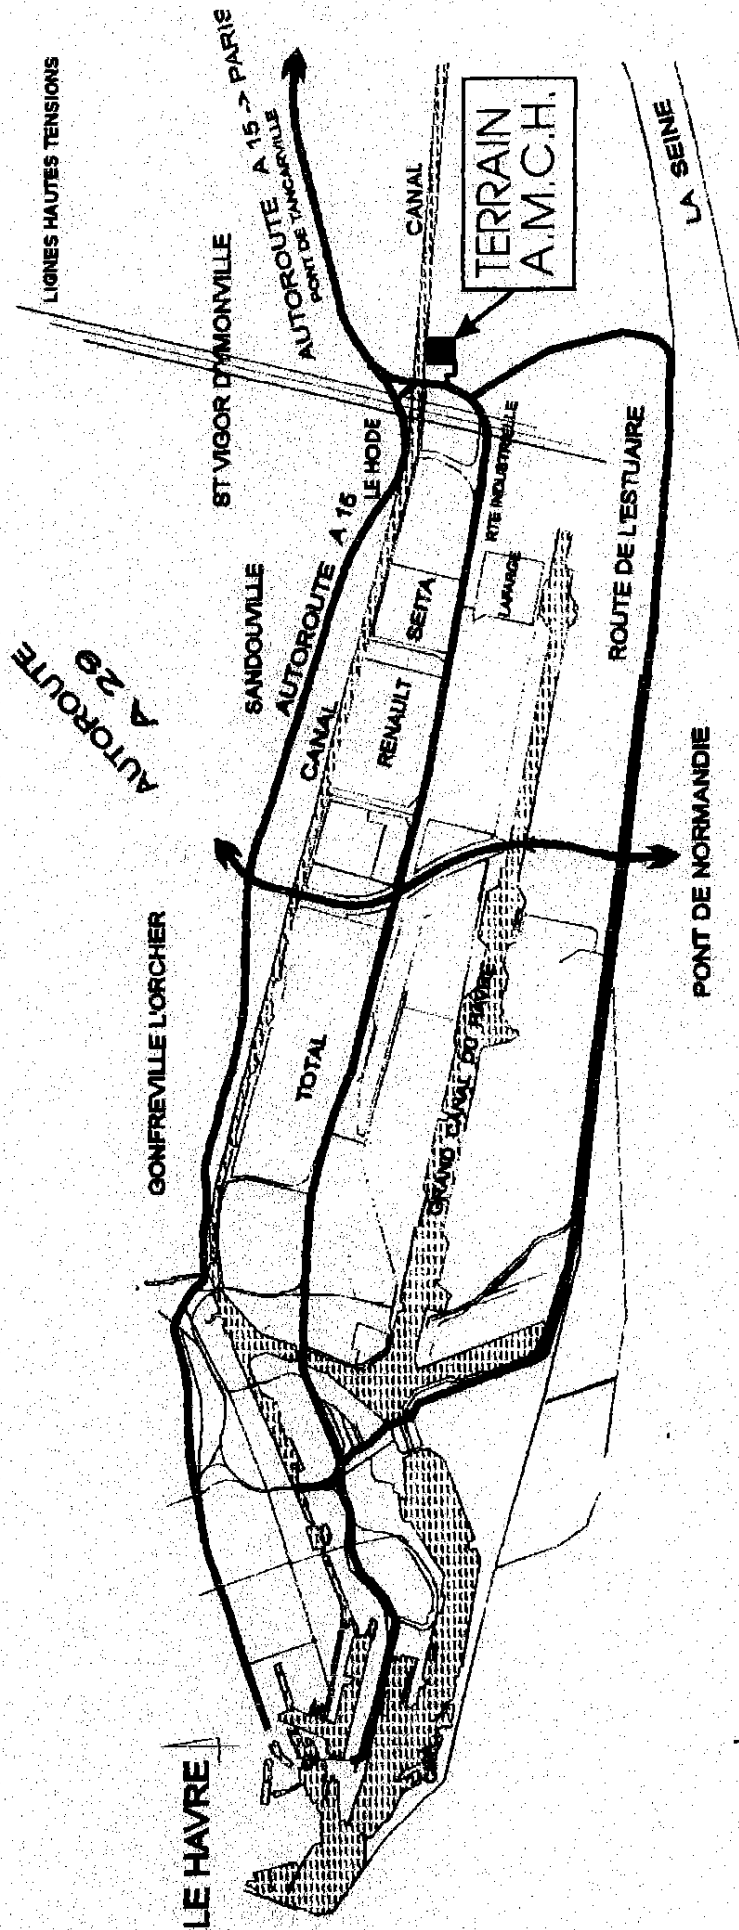 LIGNES HAUTES TENSIONS
ST VIGOR D'YMONVILLE
AUTOROUTE A 15 -> PARIS
PONT DE TANCARVILLE
CANAL
TERRAIN
A.M.C.H.
LA SEINE
AUTOROUTE
A 29
SANDOUVILLE
AUTOROUTE A 15
LE HODE
CANAL
SEITA
RENAULT
RTE INDUSTRIELLE
LAFARGE
ROUTE DE L'ESTUAIRE
GONFREVILLE L'ORCHER
TOTAL
GRAND CANAL DU HAVRE
PONT DE NORMANDIE
LE HAVRE